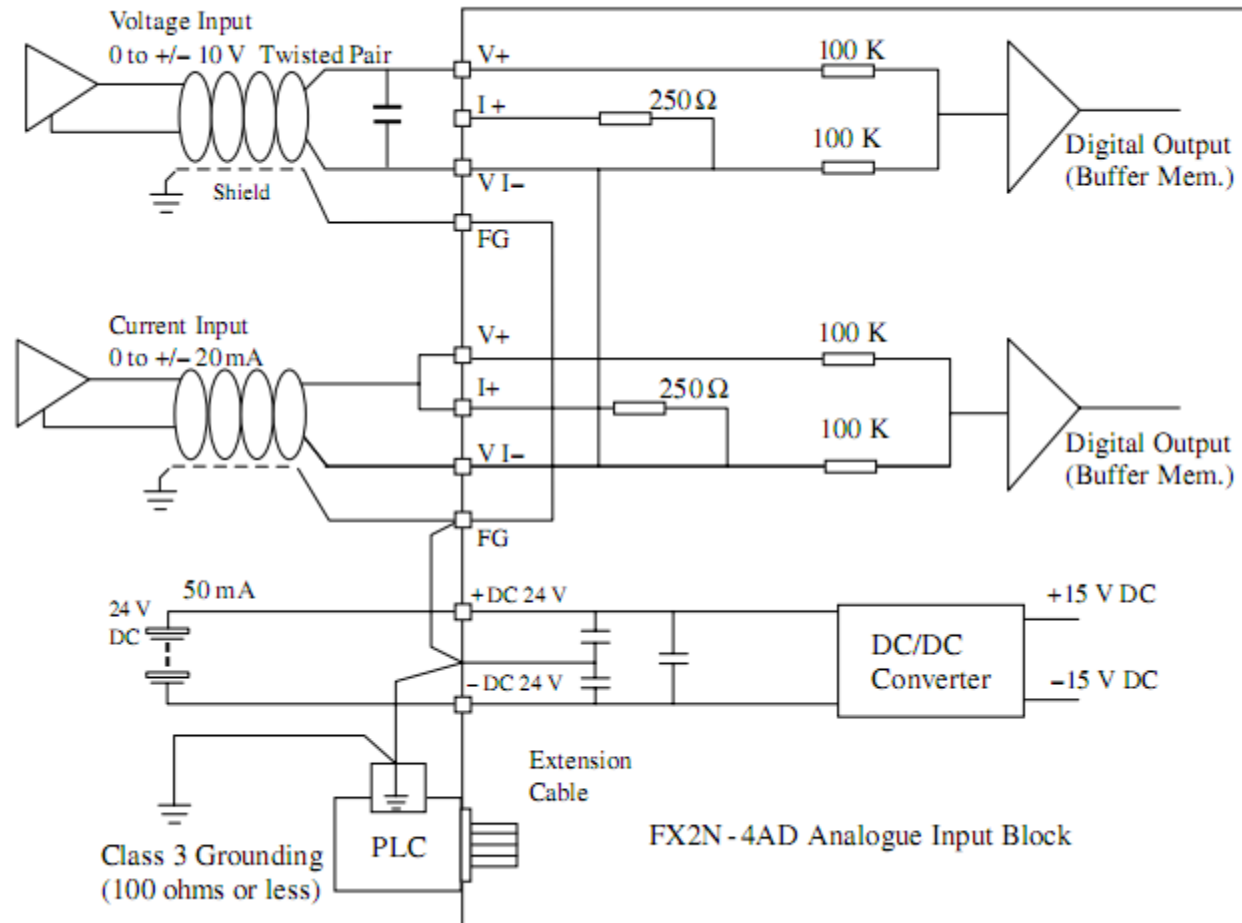 Voltage Input
0 to +/− 10 V Twisted Pair
V+
100 K
I +
250 Ω
100 K
Digital Output
(Buffer Mem.)
V I−
Shield
FG
Current Input
0 to +/− 20 mA
V+
100 K
I+
250 Ω
100 K
V I−
Digital Output
(Buffer Mem.)
FG
50 mA
24 V
DC
+ DC 24 V
+15 V DC
DC/DC
Converter
− DC 24 V
−15 V DC
Extension
Cable
PLC
FX2N - 4AD Analogue Input Block
Class 3 Grounding
(100 ohms or less)